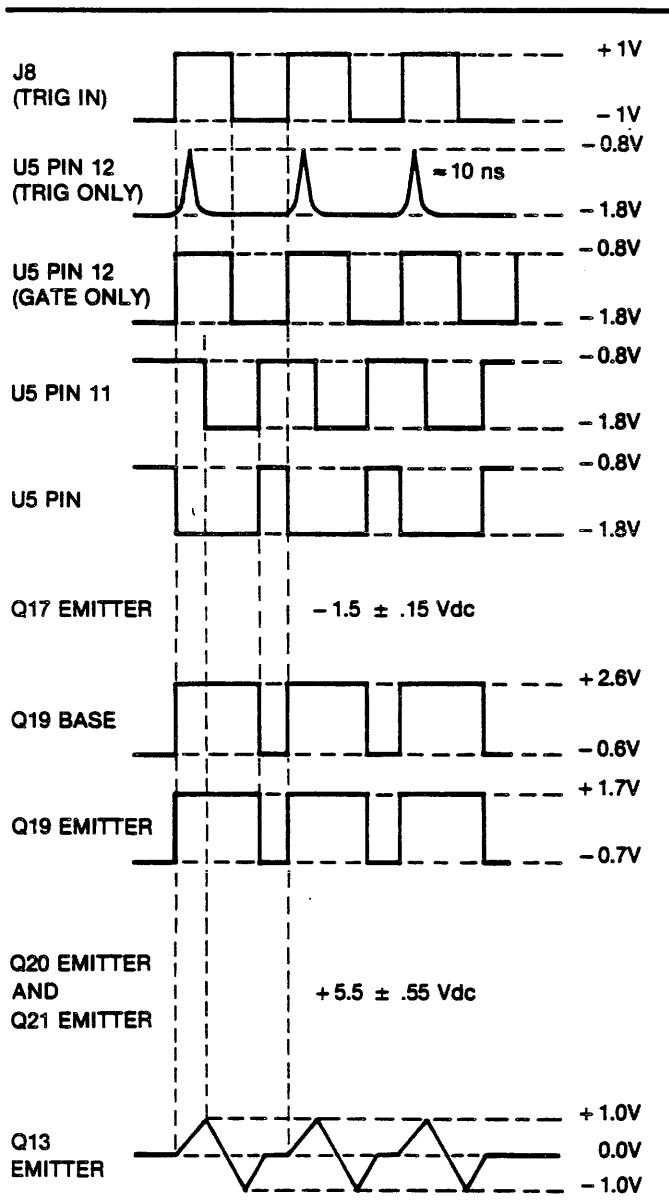 + 1V
J8
(TRIG IN)
– 1V
– 0.8V
U5 PIN 12
(TRIG ONLY)
≈ 10 ns
– 1.8V
– 0.8V
U5 PIN 12
(GATE ONLY)
– 1.8V
– 0.8V
U5 PIN 11
– 1.8V
– 0.8V
U5 PIN
– 1.8V
Q17 EMITTER – 1.5 ± .15 Vdc
+ 2.6V
Q19 BASE
– 0.6V
+ 1.7V
Q19 EMITTER
– 0.7V
Q20 EMITTER
AND
Q21 EMITTER
+ 5.5 ± .55 Vdc
+ 1.0V
Q13
EMITTER
0.0V
– 1.0V